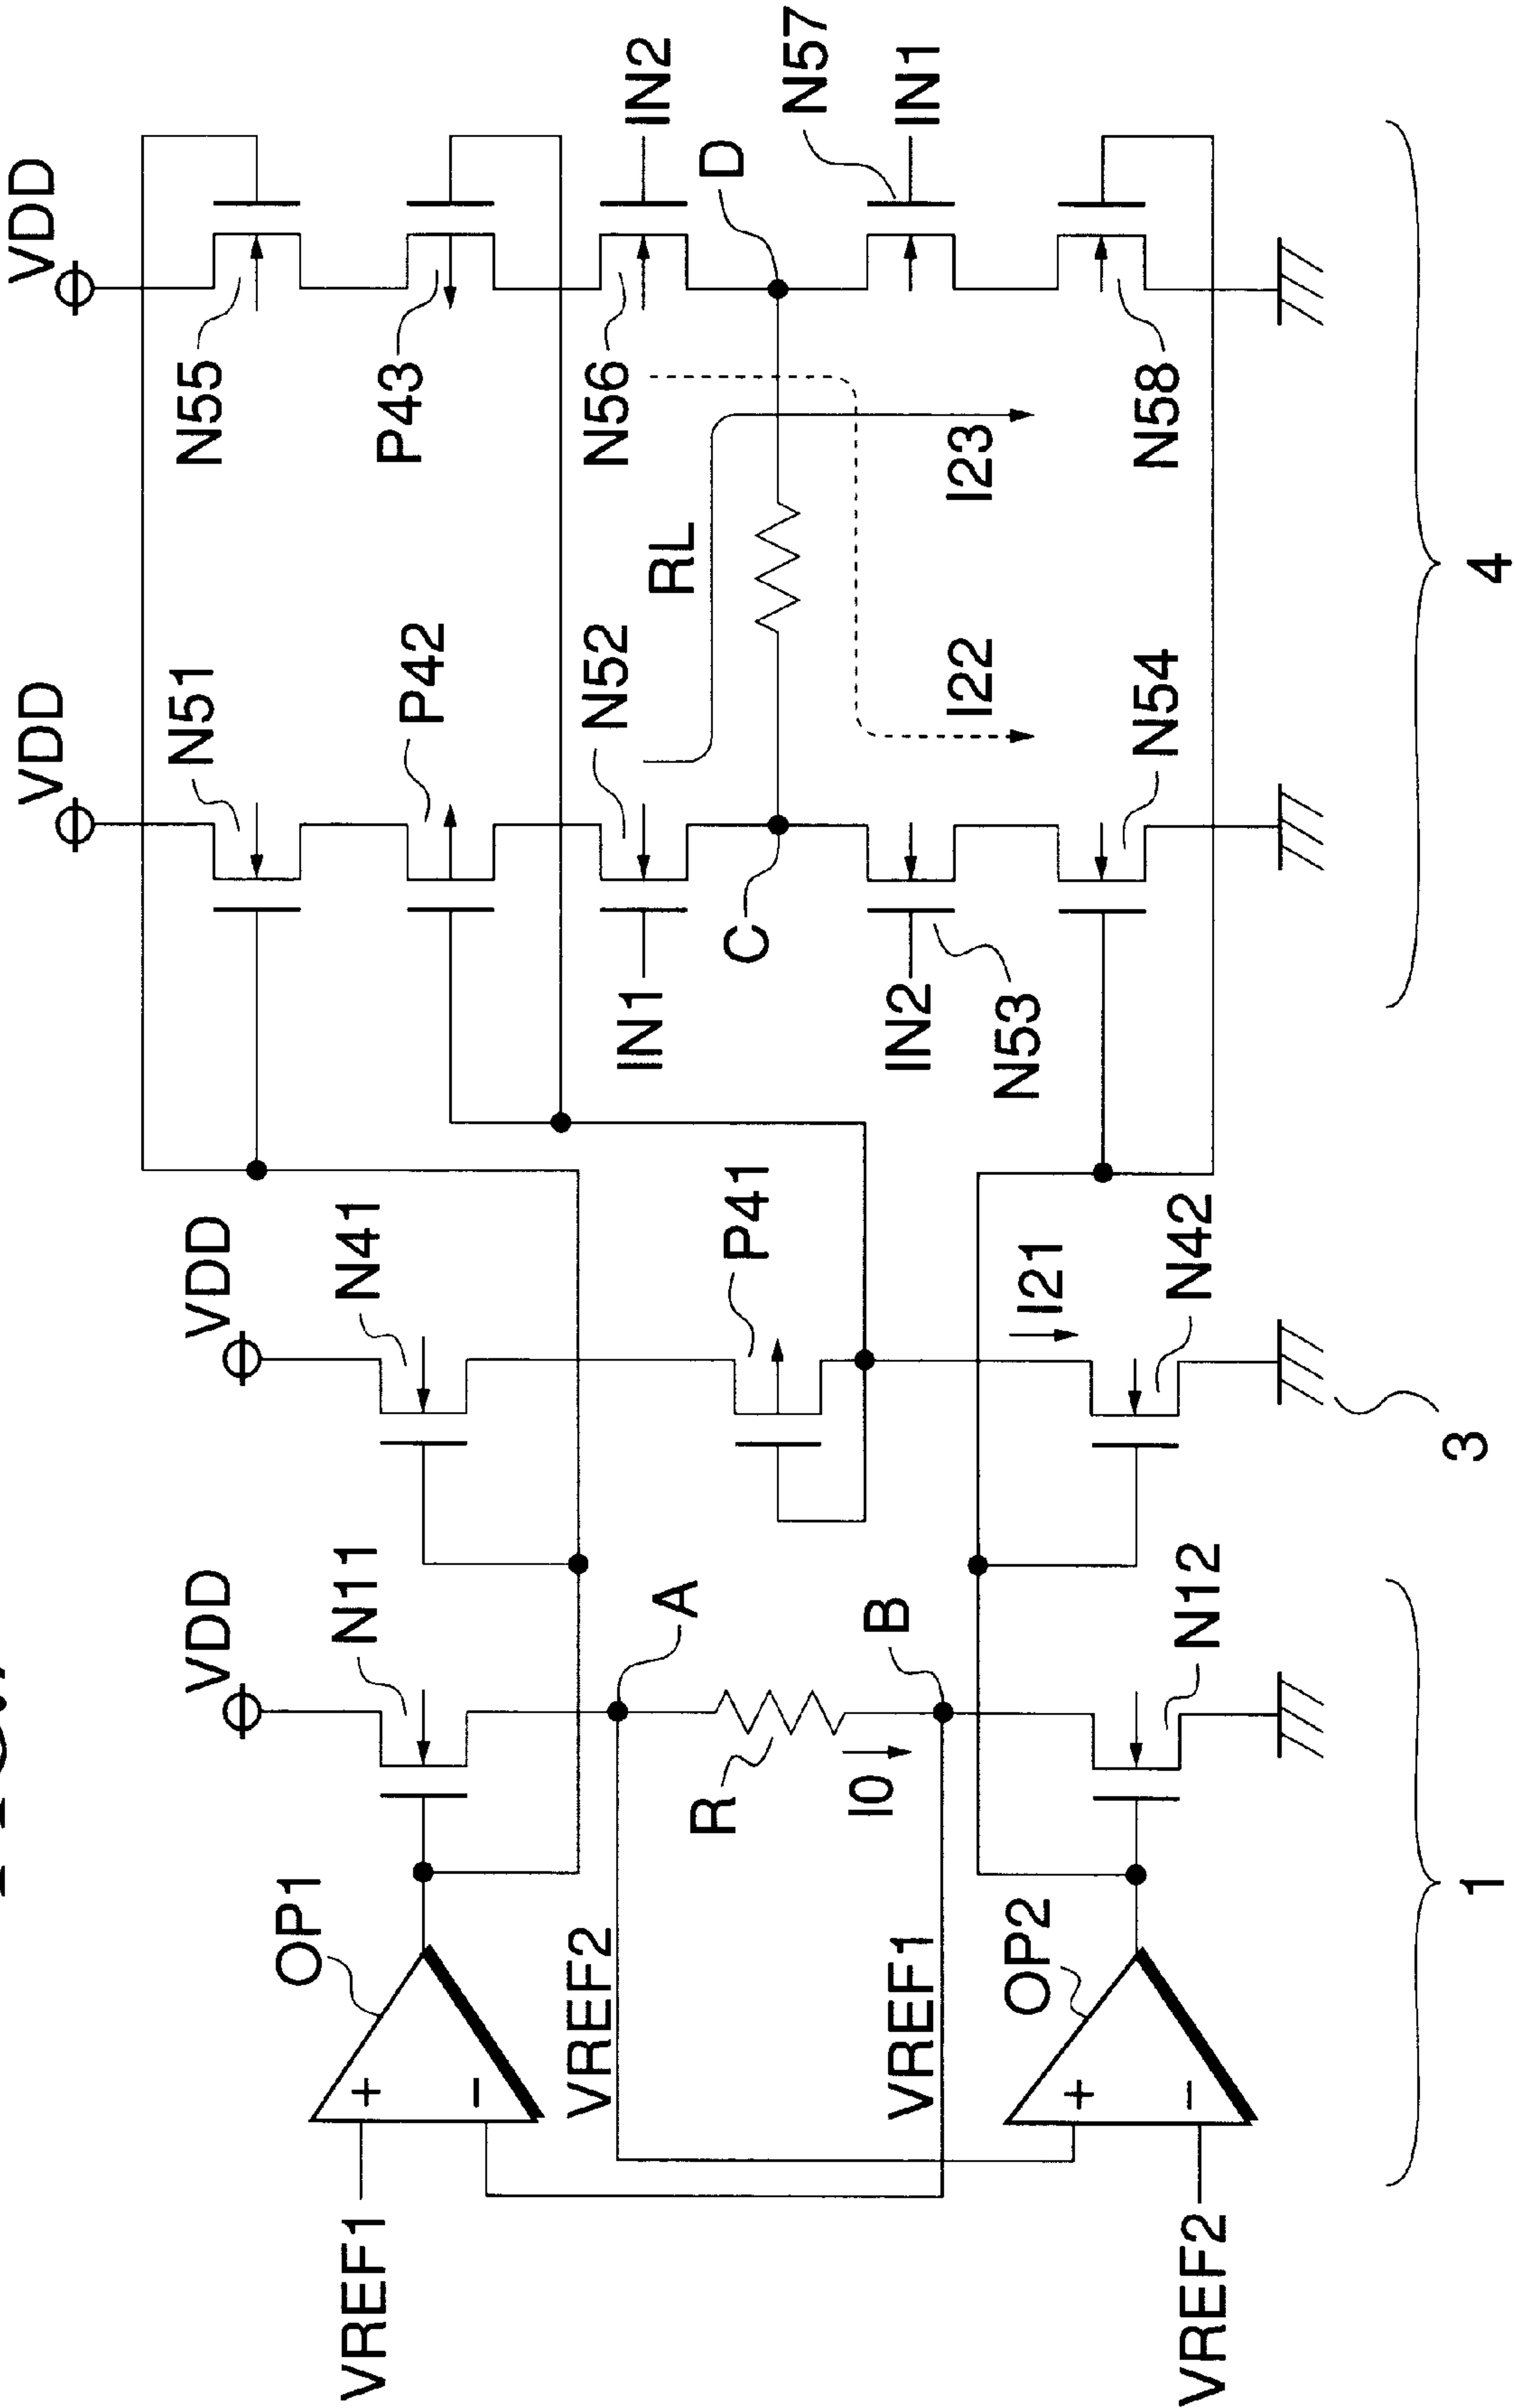 VDD
VDD
VDD
VDD
N55
P43
N56
IN2
D
N57
IN1
N58
I23
RL
I22
N51
P42
N52
C
IN1
IN2
N53
N54
4
N41
P41
I21
N42
3
N11
A
B
R
I0
N12
1
OP1
+
−
VREF2
VREF1
OP2
+
−
VREF1
VREF2